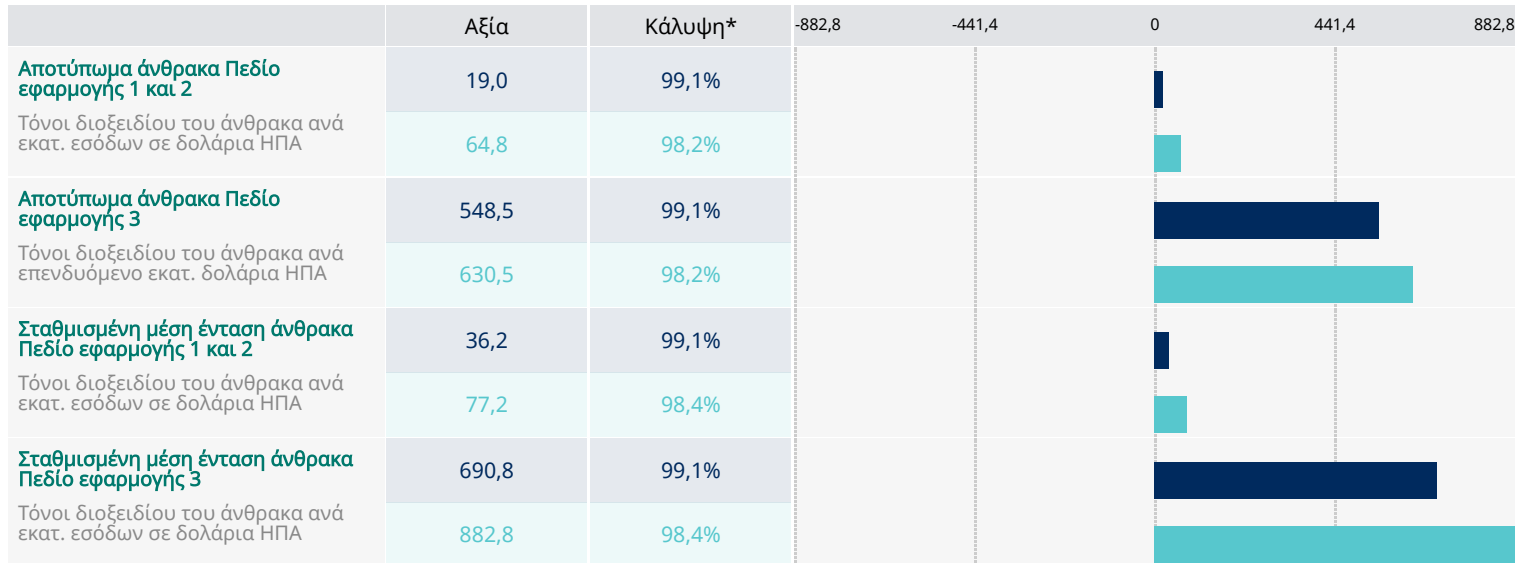 Αξία Κάλυψη* -882,8 -441,4 0 441,4 882,8
Αποτύπωμα άνθρακα Πεδίο
εφαρμογής 1 και 2
Τόνοι διοξειδίου του άνθρακα ανά
εκατ. εσόδων σε δολάρια ΗΠΑ
19,0 99,1%
64,8 98,2%
Αποτύπωμα άνθρακα Πεδίο
εφαρμογής 3
Τόνοι διοξειδίου του άνθρακα ανά
επενδυόμενο εκατ. δολάρια ΗΠΑ
548,5 99,1%
630,5 98,2%
Σταθμισμένη μέση ένταση άνθρακα
Πεδίο εφαρμογής 1 και 2
Τόνοι διοξειδίου του άνθρακα ανά
εκατ. εσόδων σε δολάρια ΗΠΑ
36,2 99,1%
77,2 98,4%
Σταθμισμένη μέση ένταση άνθρακα
Πεδίο εφαρμογής 3
Τόνοι διοξειδίου του άνθρακα ανά
εκατ. εσόδων σε δολάρια ΗΠΑ
690,8 99,1%
882,8 98,4%